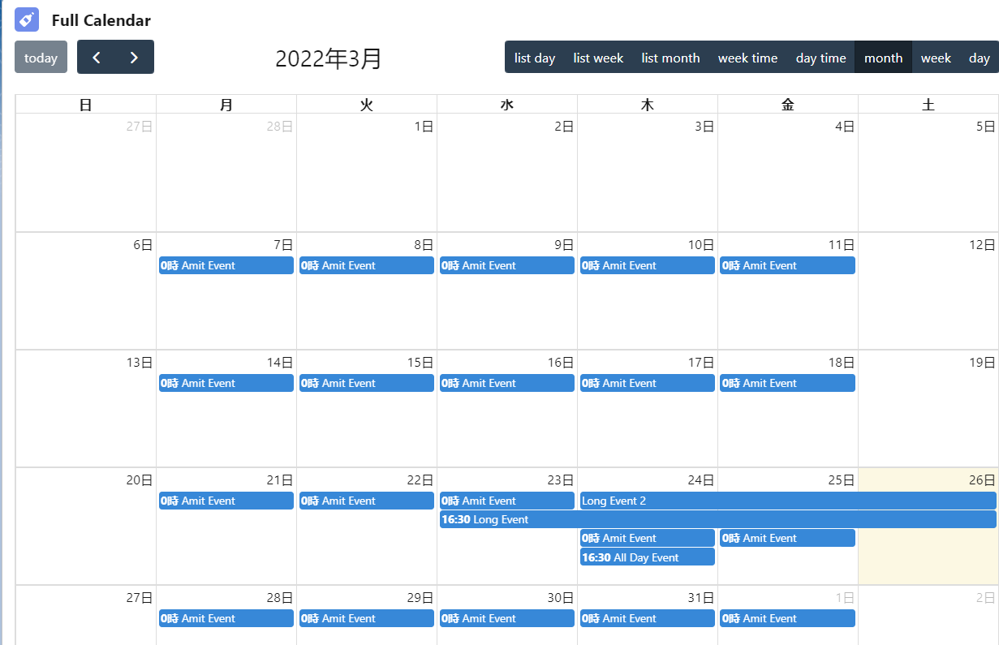 Full Calendar
today 2022年3月 list day list week list month week time day time month week day
日 月 火 水 木 金 土
27日 28日 1日 2日 3日 4日 5日
6日 7日 8日 9日 10日 11日 12日
0時 Amit Event 0時 Amit Event 0時 Amit Event 0時 Amit Event 0時 Amit Event
13日 14日 15日 16日 17日 18日 19日
0時 Amit Event 0時 Amit Event 0時 Amit Event 0時 Amit Event 0時 Amit Event
20日 21日 22日 23日 24日 25日 26日
0時 Amit Event 0時 Amit Event 0時 Amit Event Long Event 2
16:30 Long Event
0時 Amit Event 0時 Amit Event
16:30 All Day Event
27日 28日 29日 30日 31日 1日 2日
0時 Amit Event 0時 Amit Event 0時 Amit Event 0時 Amit Event 0時 Amit Event